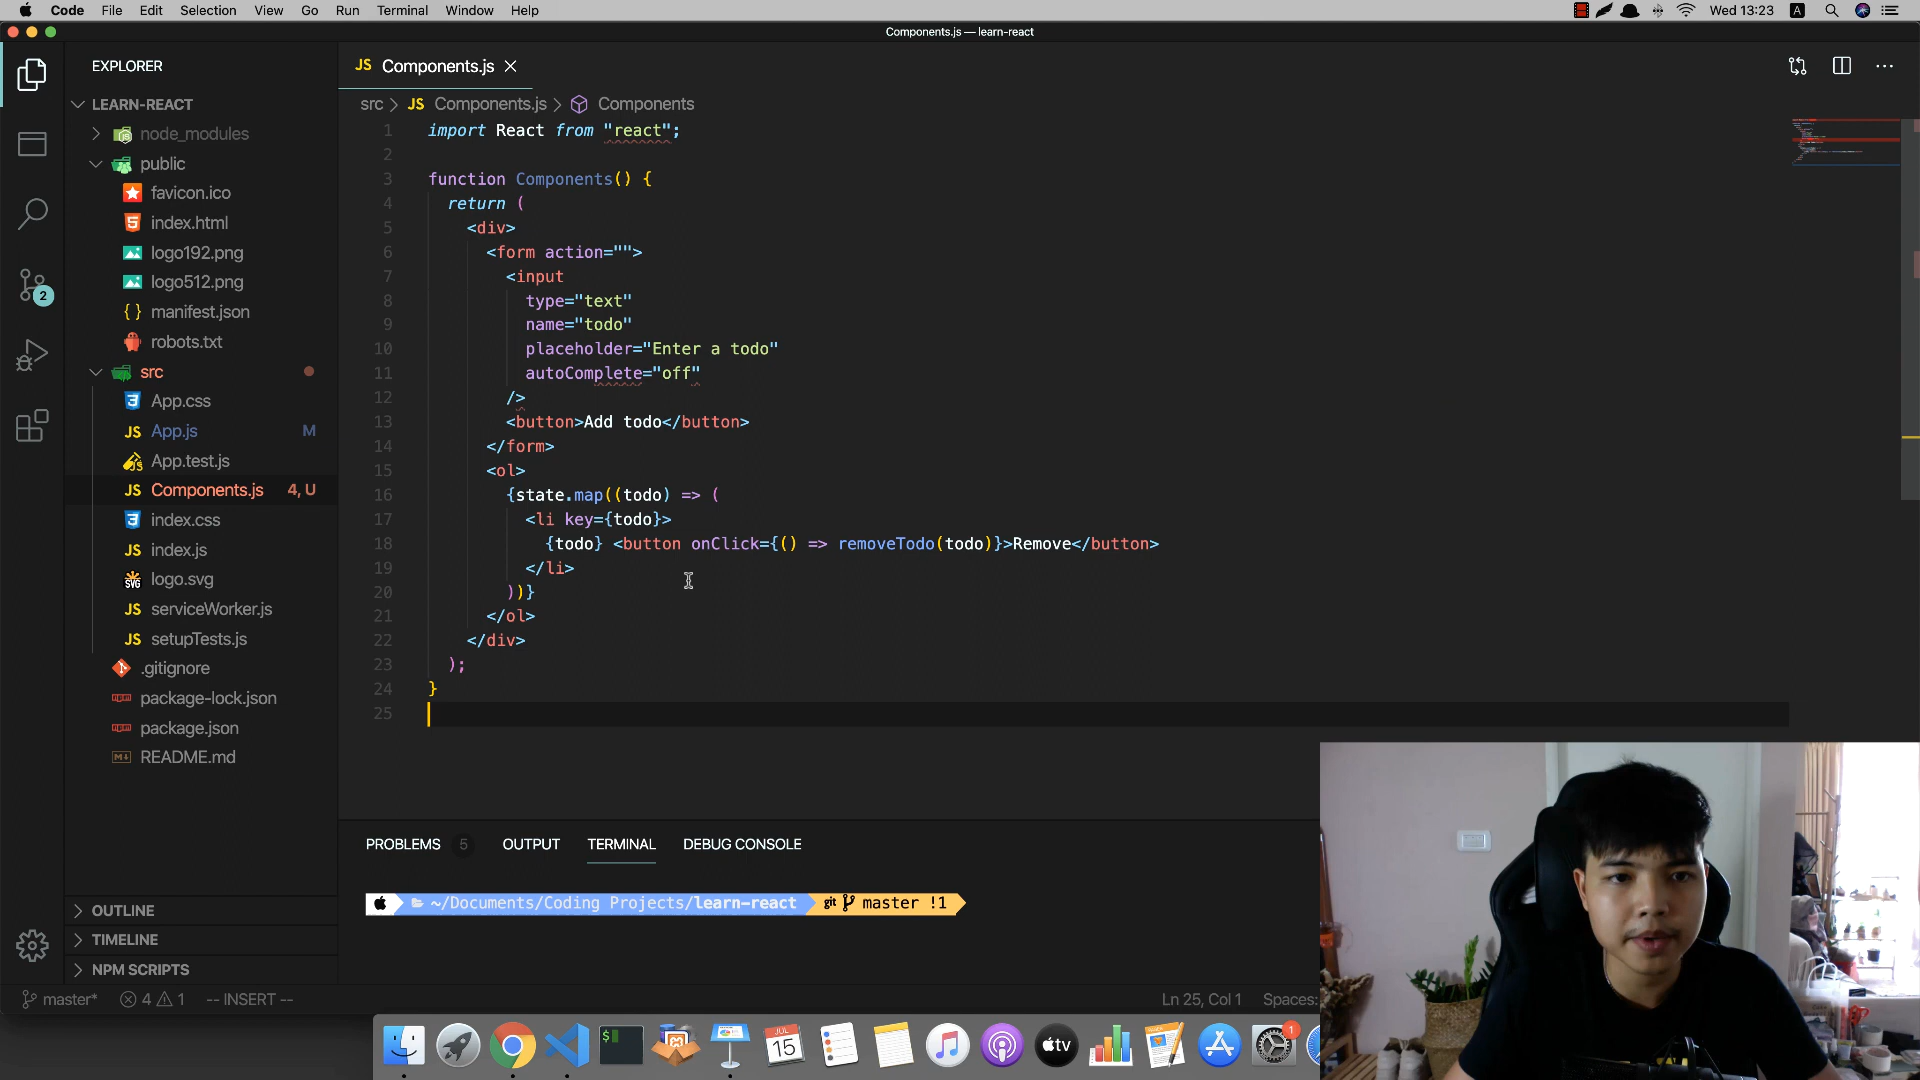 Code File Edit Selection View Go Run Terminal Window Help Wed 13:23 A
Components.js — learn-react
EXPLORER
LEARN-REACT
node_modules
public
favicon.ico
index.html
logo192.png
logo512.png
manifest.json
robots.txt
src
App.css
App.js M
App.test.js
Components.js 4, U
index.css
index.js
logo.svg
serviceWorker.js
setupTests.js
.gitignore
package-lock.json
package.json
README.md
OUTLINE
TIMELINE
NPM SCRIPTS
2
JS Components.js
src > JS Components.js > Components
1 import React from "react";
2
3 function Components() {
4 return (
5 <div>
6 <form action="">
7 <input
8 type="text"
9 name="todo"
10 placeholder="Enter a todo"
11 autoComplete="off"
12 />
13 <button>Add todo</button>
14 </form>
15 <ol>
16 {state.map((todo) => (
17 <li key={todo}>
18 {todo} <button onClick={() => removeTodo(todo)}>Remove</button>
19 </li>
20 ))}
21 </ol>
22 </div>
23 );
24 }
25
PROBLEMS 5 OUTPUT TERMINAL DEBUG CONSOLE
~/Documents/Coding Projects/learn-react git master !1
master* 4 1 -- INSERT -- Ln 25, Col 1 Spaces:
JUL
15
tv
1